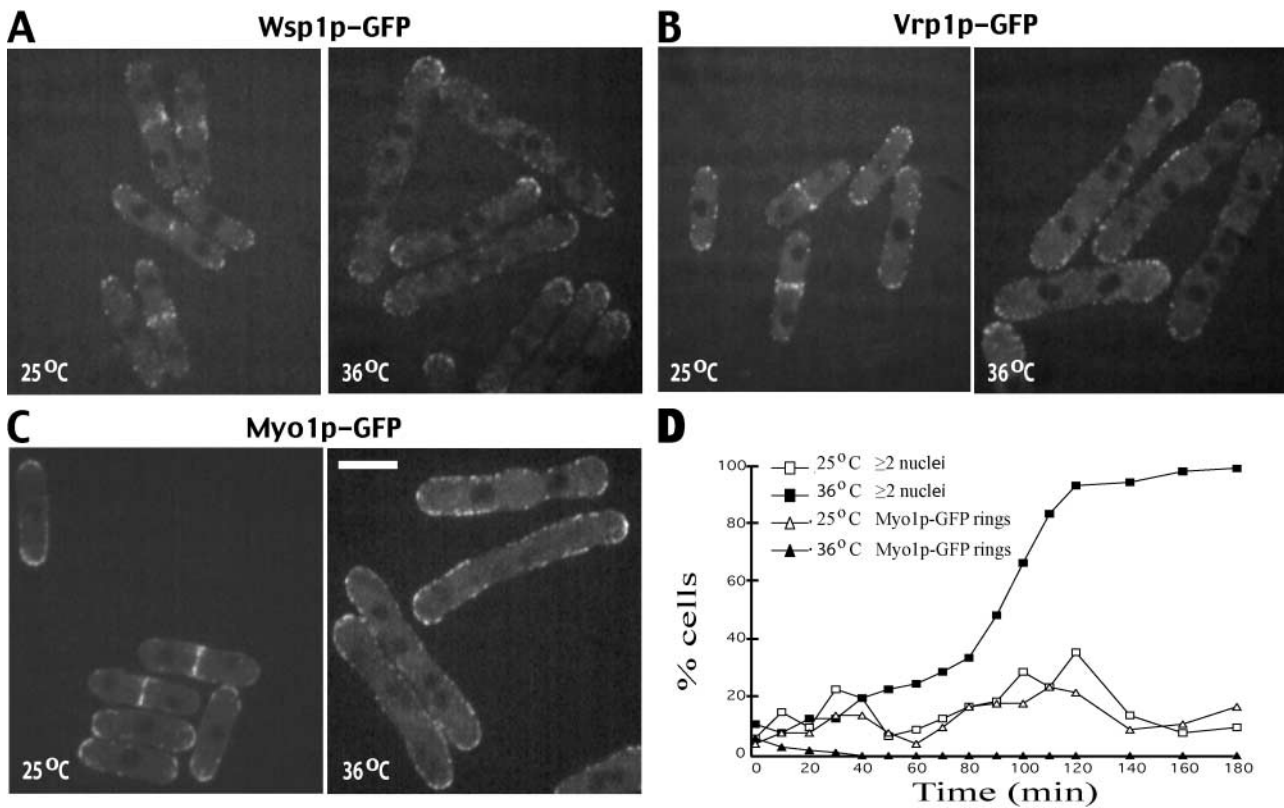 A
Wsp1p-GFP
25°C
36°C
B
Vrp1p-GFP
25°C
36°C
C
Myo1p-GFP
25°C
36°C
D
25°C ≥2 nuclei
36°C ≥2 nuclei
25°C Myo1p-GFP rings
36°C Myo1p-GFP rings
% cells
100
80
60
40
20
0
0 20 40 60 80 100 120 140 160 180
Time (min)